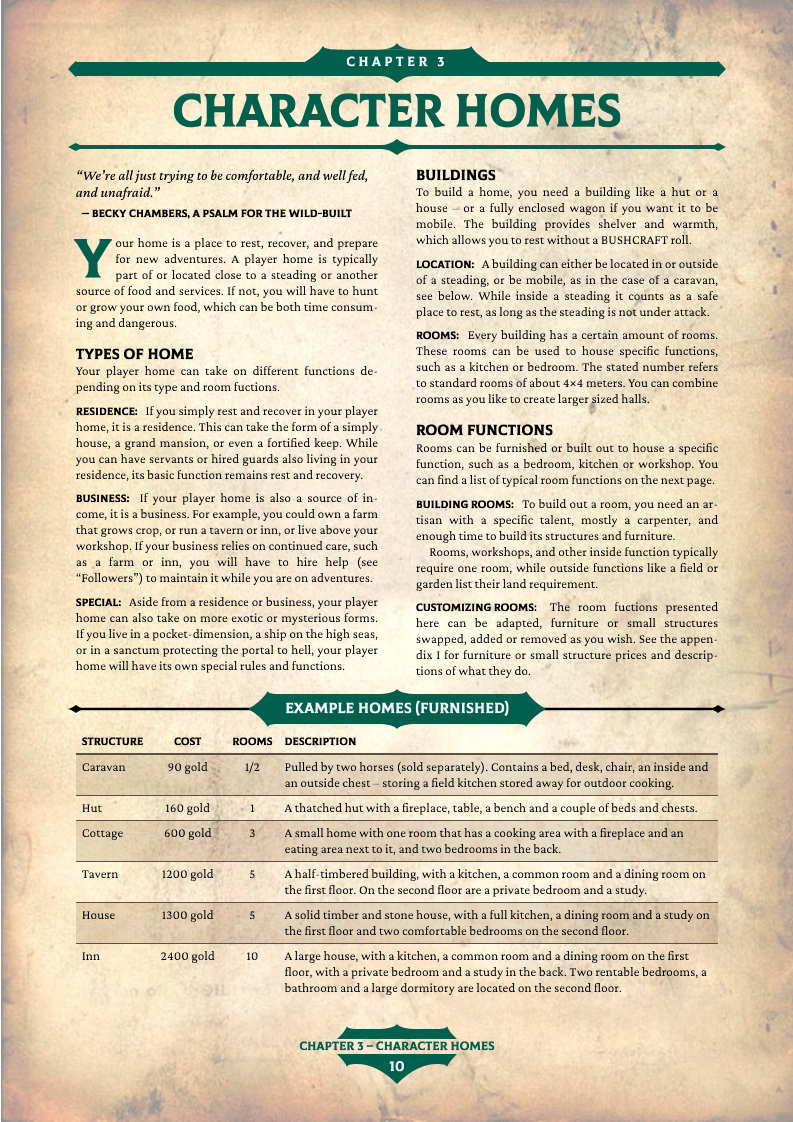 CHAPTER 3
CHARACTER HOMES
“We’re all just trying to be comfortable, and well fed,
and unafraid.”
– BECKY CHAMBERS, A PSALM FOR THE WILD-BUILT
Your home is a place to rest, recover, and prepare
for new adventures. A player home is typically
part of or located close to a steading or another
source of food and services. If not, you will have to hunt
or grow your own food, which can be both time consum-
ing and dangerous.
TYPES OF HOME
Your player home can take on different functions de-
pending on its type and room fuctions.
RESIDENCE: If you simply rest and recover in your player
home, it is a residence. This can take the form of a simply
house, a grand mansion, or even a fortified keep. While
you can have servants or hired guards also living in your
residence, its basic function remains rest and recovery.
BUSINESS: If your player home is also a source of in-
come, it is a business. For example, you could own a farm
that grows crop, or run a tavern or inn, or live above your
workshop. If your business relies on continued care, such
as a farm or inn, you will have to hire help (see
“Followers”) to maintain it while you are on adventures.
SPECIAL: Aside from a residence or business, your player
home can also take on more exotic or mysterious forms.
If you live in a pocket-dimension, a ship on the high seas,
or in a sanctum protecting the portal to hell, your player
home will have its own special rules and functions.
BUILDINGS
To build a home, you need a building like a hut or a
house – or a fully enclosed wagon if you want it to be
mobile. The building provides shelver and warmth,
which allows you to rest without a BUSHCRAFT roll.
LOCATION: A building can either be located in or outside
of a steading, or be mobile, as in the case of a caravan,
see below. While inside a steading it counts as a safe
place to rest, as long as the steading is not under attack.
ROOMS: Every building has a certain amount of rooms.
These rooms can be used to house specific functions,
such as a kitchen or bedroom. The stated number refers
to standard rooms of about 4×4 meters. You can combine
rooms as you like to create larger sized halls.
ROOM FUNCTIONS
Rooms can be furnished or built out to house a specific
function, such as a bedroom, kitchen or workshop. You
can find a list of typical room functions on the next page.
BUILDING ROOMS: To build out a room, you need an ar-
tisan with a specific talent, mostly a carpenter, and
enough time to build its structures and furniture.
Rooms, workshops, and other inside function typically
require one room, while outside functions like a field or
garden list their land requirement.
CUSTOMIZING ROOMS: The room fuctions presented
here can be adapted, furniture or small structures
swapped, added or removed as you wish. See the appen-
dix I for furniture or small structure prices and descrip-
tions of what they do.
EXAMPLE HOMES (FURNISHED)
STRUCTURE COST ROOMS DESCRIPTION
Caravan 90 gold 1/2 Pulled by two horses (sold separately). Contains a bed, desk, chair, an inside and
an outside chest – storing a field kitchen stored away for outdoor cooking.
Hut 160 gold 1 A thatched hut with a fireplace, table, a bench and a couple of beds and chests.
Cottage 600 gold 3 A small home with one room that has a cooking area with a fireplace and an
eating area next to it, and two bedrooms in the back.
Tavern 1200 gold 5 A half-timbered building, with a kitchen, a common room and a dining room on
the first floor. On the second floor are a private bedroom and a study.
House 1300 gold 5 A solid timber and stone house, with a full kitchen, a dining room and a study on
the first floor and two comfortable bedrooms on the second floor.
Inn 2400 gold 10 A large house, with a kitchen, a common room and a dining room on the first
floor, with a private bedroom and a study in the back. Two rentable bedrooms, a
bathroom and a large dormitory are located on the second floor.
CHAPTER 3 – CHARACTER HOMES
10